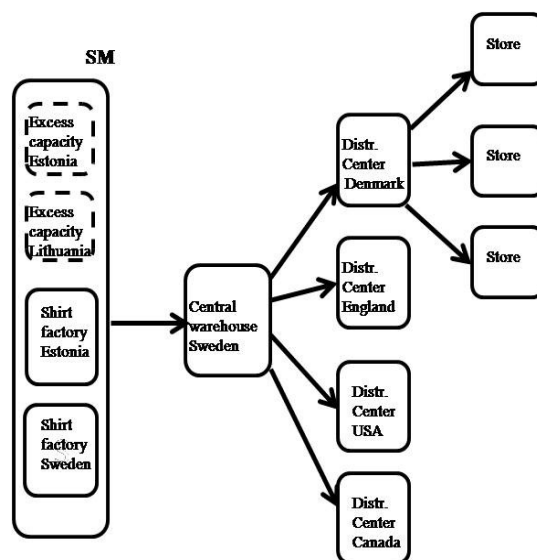 SM
Excess
capacity
Estonia
Excess
capacity
Lithuania
Shirt
factory
Estonia
Shirt
factory
Sweden
Central
warehouse
Sweden
Distr.
Center
Denmark
Distr.
Center
England
Distr.
Center
USA
Distr.
Center
Canada
Store
Store
Store